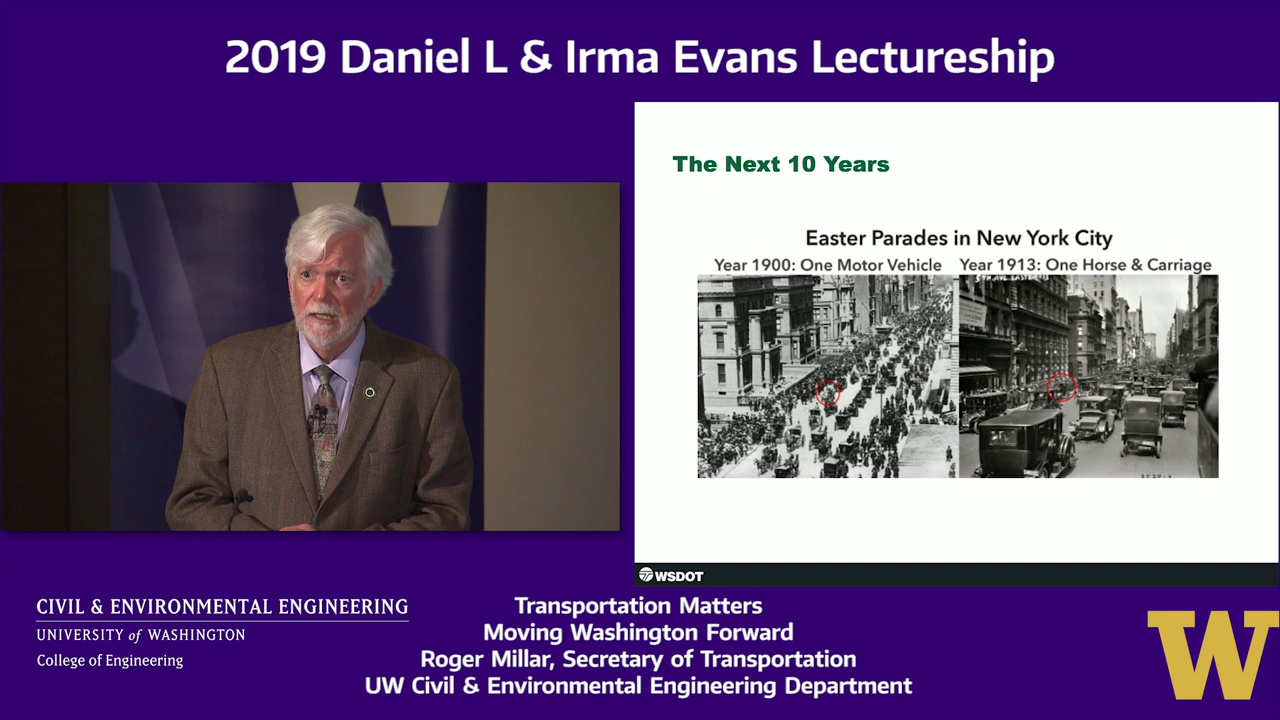 2019 Daniel L & Irma Evans Lectureship
The Next 10 Years
Easter Parades in New York City
Year 1900: One Motor Vehicle
Year 1913: One Horse & Carriage
WSDOT
CIVIL & ENVIRONMENTAL ENGINEERING
UNIVERSITY of WASHINGTON
College of Engineering
Transportation Matters
Moving Washington Forward
Roger Millar, Secretary of Transportation
UW Civil & Environmental Engineering Department
W